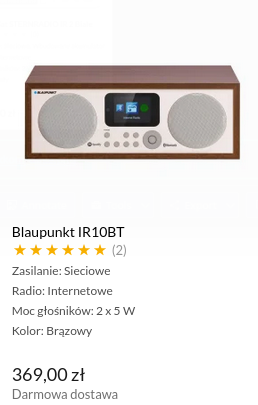 BLAUPUNKT
Blaupunkt IR10BT
(2)
Zasilanie: Sieciowe
Radio: Internetowe
Moc głośników: 2 x 5 W
Kolor: Brązowy
369,00 zł
Darmowa dostawa